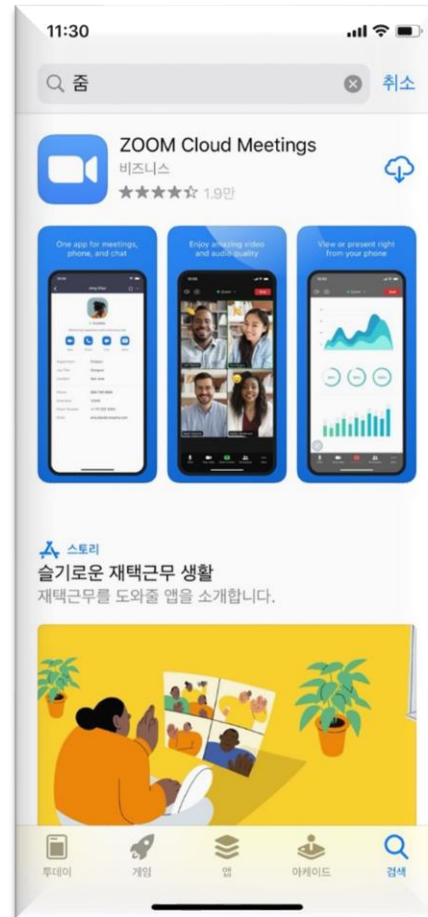 11:30
줌
취소
ZOOM Cloud Meetings
비즈니스
1.9만
One app for meetings,
phone, and chat
Enjoy amazing video
and audio quality
View or present right
from your phone
스토리
슬기로운 재택근무 생활
재택근무를 도와줄 앱을 소개합니다.
투데이
게임
앱
아케이드
검색